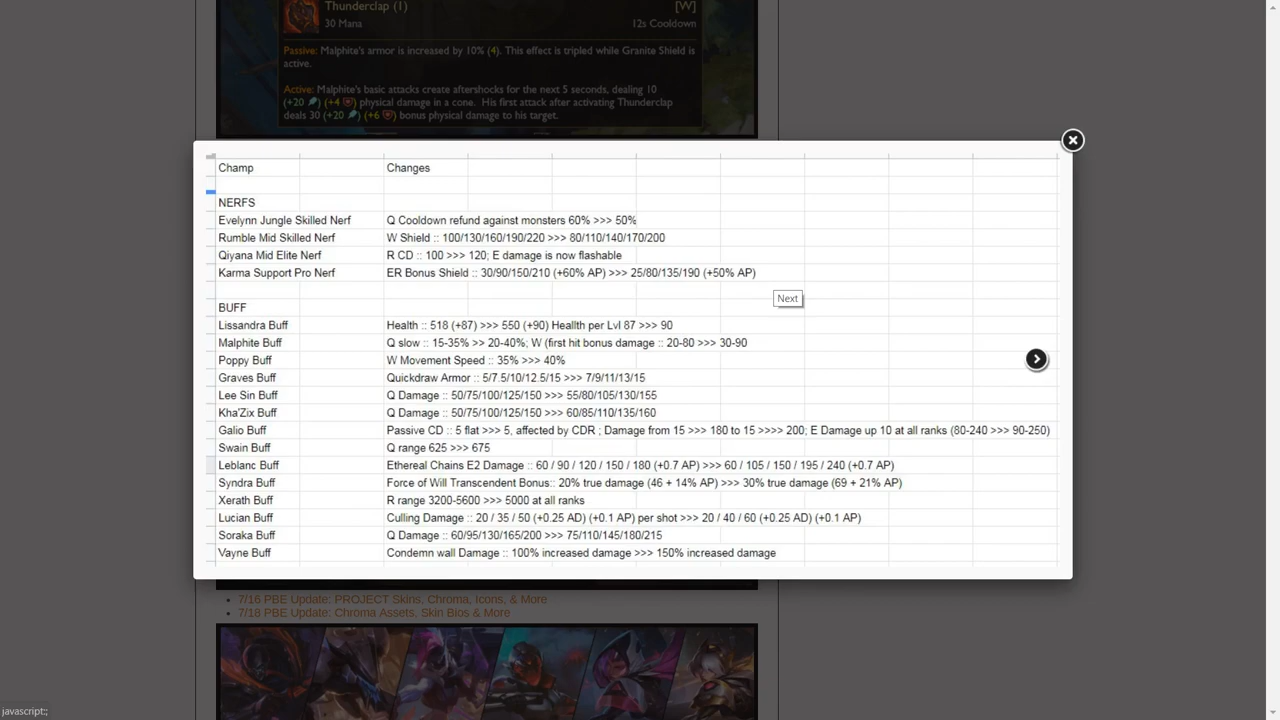 Thunderclap (1) [W]
30 Mana 12s Cooldown
Passive: Malphite's armor is increased by 10% (4). This effect is tripled while Granite Shield is
active.
Active: Malphite's basic attacks create aftershocks for the next 5 seconds, dealing 10
(+20 ) (+4 ) physical damage in a cone. His first attack after activating Thunderclap
deals 30 (+20 ) (+6 ) bonus physical damage to his target.
Champ Changes
NERFS
Evelynn Jungle Skilled Nerf Q Cooldown refund against monsters 60% >>> 50%
Rumble Mid Skilled Nerf W Shield :: 100/130/160/190/220 >>> 80/110/140/170/200
Qiyana Mid Elite Nerf R CD :: 100 >>> 120; E damage is now flashable
Karma Support Pro Nerf ER Bonus Shield :: 30/90/150/210 (+60% AP) >>> 25/80/135/190 (+50% AP)
Next
BUFF
Lissandra Buff Health :: 518 (+87) >>> 550 (+90) Heallth per Lvl 87 >>> 90
Malphite Buff Q slow :: 15-35% >> 20-40%; W (first hit bonus damage :: 20-80 >>> 30-90
Poppy Buff W Movement Speed :: 35% >>> 40%
Graves Buff Quickdraw Armor :: 5/7.5/10/12.5/15 >>> 7/9/11/13/15
Lee Sin Buff Q Damage :: 50/75/100/125/150 >>> 55/80/105/130/155
Kha'Zix Buff Q Damage :: 50/75/100/125/150 >>> 60/85/110/135/160
Galio Buff Passive CD :: 5 flat >>> 5, affected by CDR ; Damage from 15 >>> 180 to 15 >>>> 200; E Damage up 10 at all ranks (80-240 >>> 90-250)
Swain Buff Q range 625 >>> 675
Leblanc Buff Ethereal Chains E2 Damage :: 60 / 90 / 120 / 150 / 180 (+0.7 AP) >>> 60 / 105 / 150 / 195 / 240 (+0.7 AP)
Syndra Buff Force of Will Transcendent Bonus:: 20% true damage (46 + 14% AP) >>> 30% true damage (69 + 21% AP)
Xerath Buff R range 3200-5600 >>> 5000 at all ranks
Lucian Buff Culling Damage :: 20 / 35 / 50 (+0.25 AD) (+0.1 AP) per shot >>> 20 / 40 / 60 (+0.25 AD) (+0.1 AP)
Soraka Buff Q Damage :: 60/95/130/165/200 >>> 75/110/145/180/215
Vayne Buff Condemn wall Damage :: 100% increased damage >>> 150% increased damage
7/16 PBE Update: PROJECT Skins, Chroma, Icons, & More
7/18 PBE Update: Chroma Assets, Skin Bios & More
javascript:;